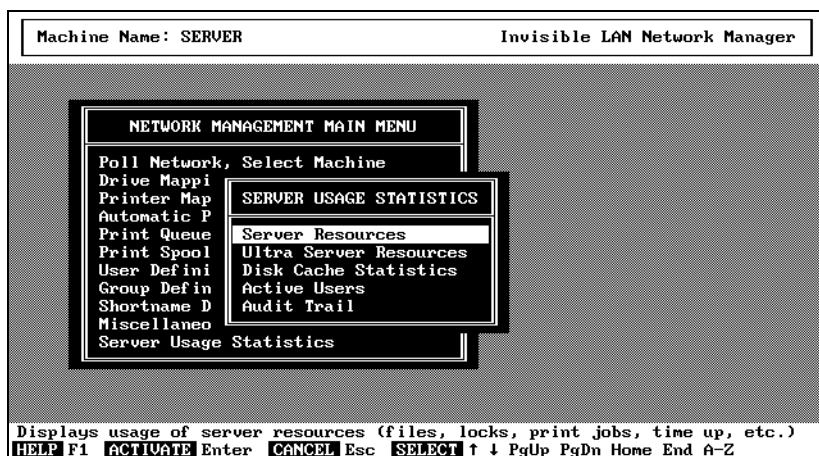 Machine Name: SERVER Invisible LAN Network Manager
NETWORK MANAGEMENT MAIN MENU
Poll Network, Select Machine
Drive Mappi
Printer Map
Automatic P
Print Queue
Print Spool
User Defini
Group Defin
Shortname D
Miscellaneo
Server Usage Statistics
SERVER USAGE STATISTICS
Server Resources
Ultra Server Resources
Disk Cache Statistics
Active Users
Audit Trail
Displays usage of server resources (files, locks, print jobs, time up, etc.)
HELP F1 ACTIVATE Enter CANCEL Esc SELECT ↑ ↓ PgUp PgDn Home End A-Z